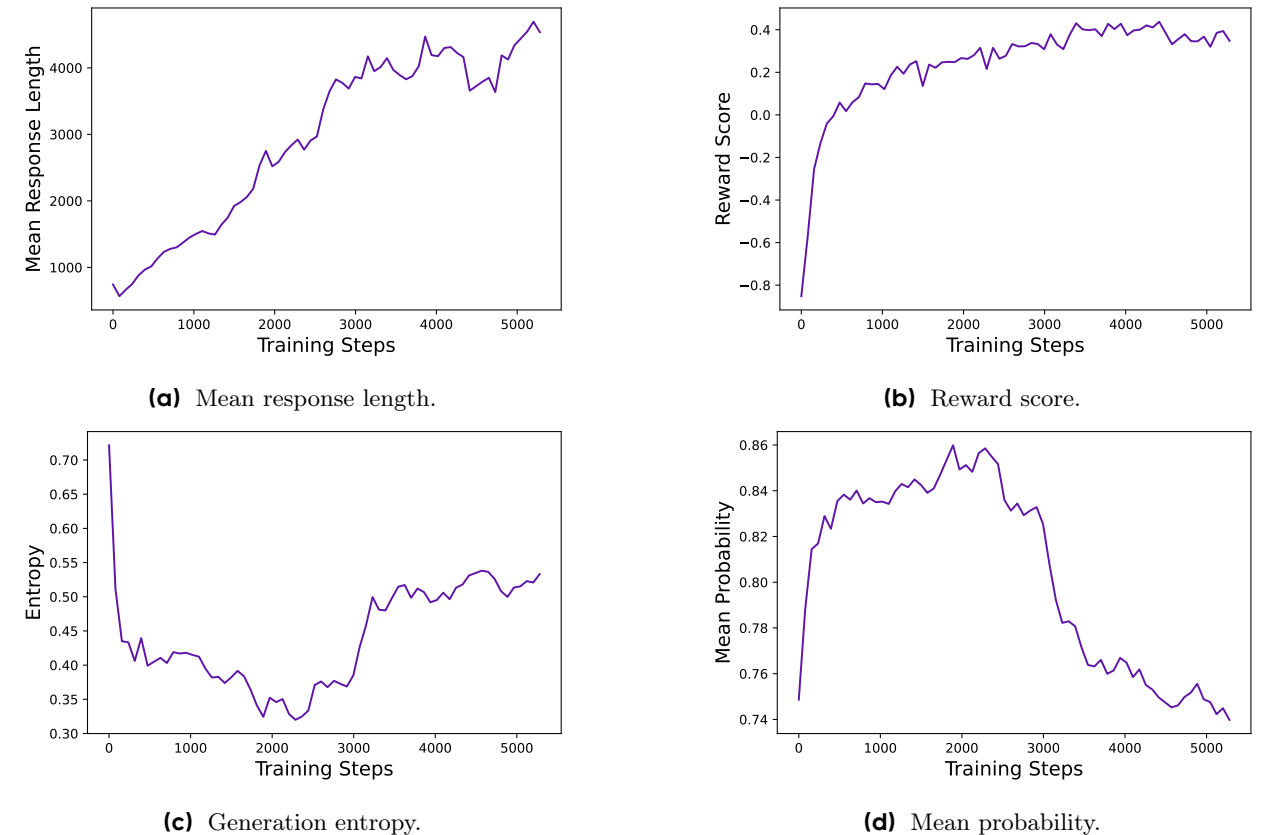 4000
3000
2000
1000
Mean Response Length
0 1000 2000 3000 4000 5000
Training Steps
(a) Mean response length.
0.4
0.2
0.0
−0.2
−0.4
−0.6
−0.8
Reward Score
0 1000 2000 3000 4000 5000
Training Steps
(b) Reward score.
0.70
0.65
0.60
0.55
0.50
0.45
0.40
0.35
0.30
Entropy
0 1000 2000 3000 4000 5000
Training Steps
(c) Generation entropy.
0.86
0.84
0.82
0.80
0.78
0.76
0.74
Mean Probability
0 1000 2000 3000 4000 5000
Training Steps
(d) Mean probability.